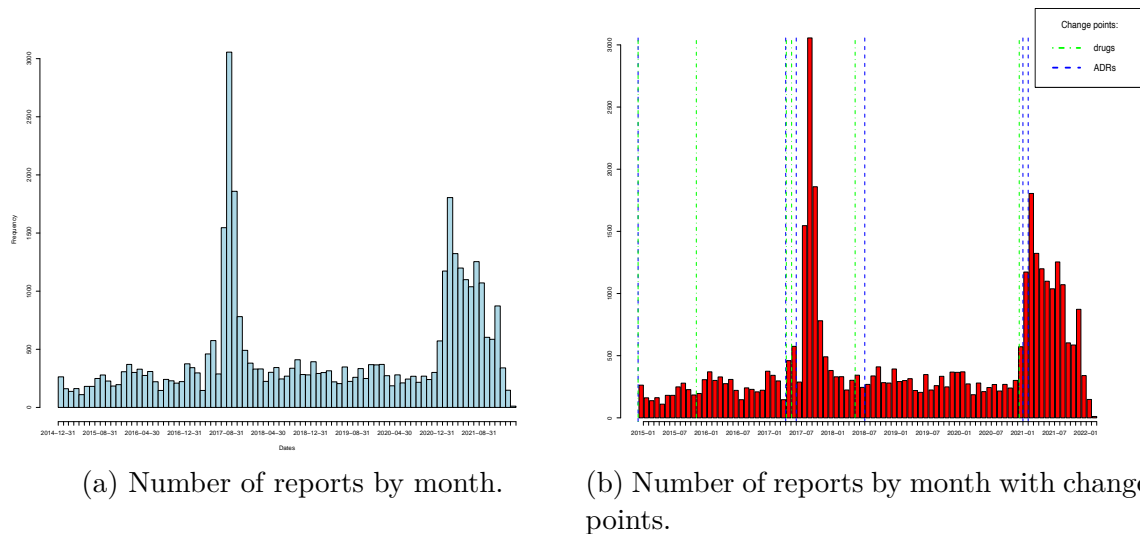 Frequency
0
500
1000
1500
2000
2500
3000
2014−12−31 2015−08−31 2016−04−30 2016−12−31 2017−08−31 2018−04−30 2018−12−31 2019−08−31 2020−04−30 2020−12−31 2021−08−31
Dates
(a) Number of reports by month.
Change points:
drugs
ADRs
0
500
1000
1500
2000
2500
3000
2015−01 2015−07 2016−01 2016−07 2017−01 2017−07 2018−01 2018−07 2019−01 2019−07 2020−01 2020−07 2021−01 2021−07 2022−01
(b) Number of reports by month with change
points.